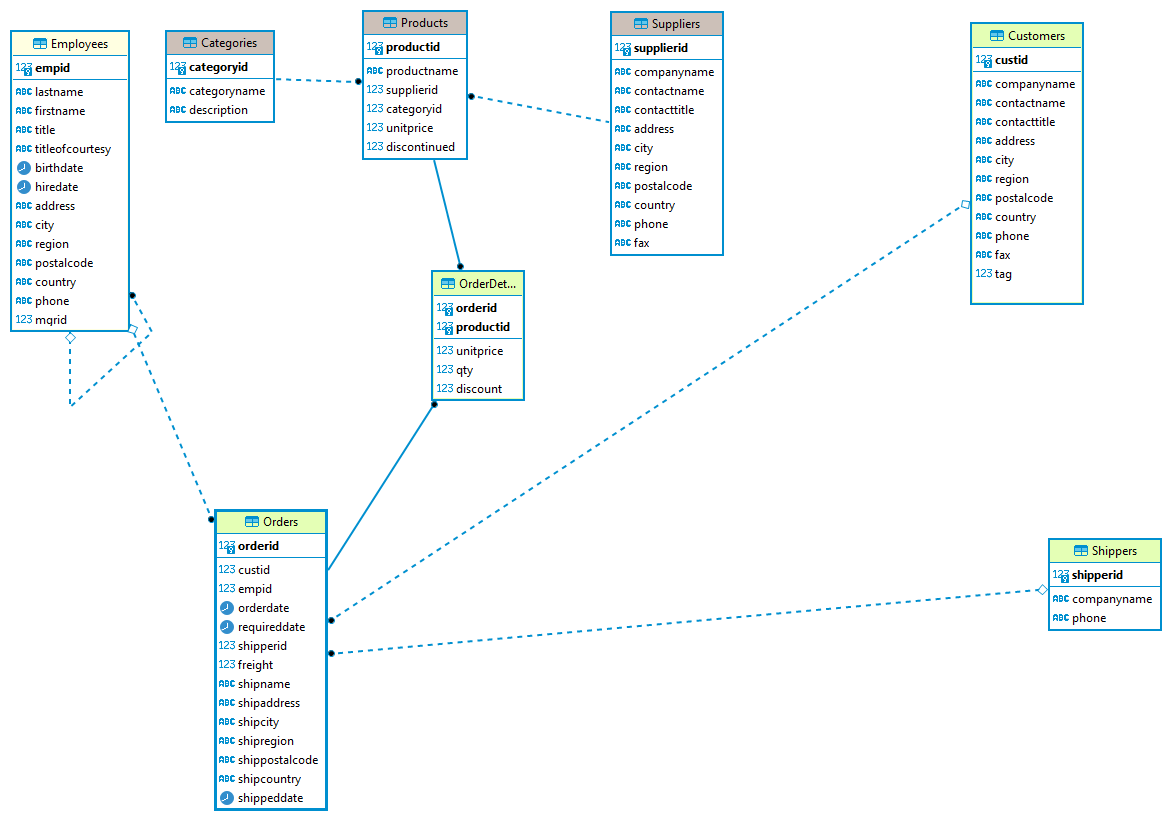 Employees
123 empid
ABC lastname
ABC firstname
ABC title
ABC titleofcourtesy
birthdate
hiredate
ABC address
ABC city
ABC region
ABC postalcode
ABC country
ABC phone
123 mgrid
Categories
123 categoryid
ABC categoryname
ABC description
Products
123 productid
ABC productname
123 supplierid
123 categoryid
123 unitprice
123 discontinued
Suppliers
123 supplierid
ABC companyname
ABC contactname
ABC contacttitle
ABC address
ABC city
ABC region
ABC postalcode
ABC country
ABC phone
ABC fax
Customers
123 custid
ABC companyname
ABC contactname
ABC contacttitle
ABC address
ABC city
ABC region
ABC postalcode
ABC country
ABC phone
ABC fax
123 tag
OrderDet...
123 orderid
123 productid
123 unitprice
123 qty
123 discount
Orders
123 orderid
123 custid
123 empid
orderdate
requireddate
123 shipperid
123 freight
ABC shipname
ABC shipaddress
ABC shipcity
ABC shipregion
ABC shippostalcode
ABC shipcountry
shippeddate
Shippers
123 shipperid
ABC companyname
ABC phone